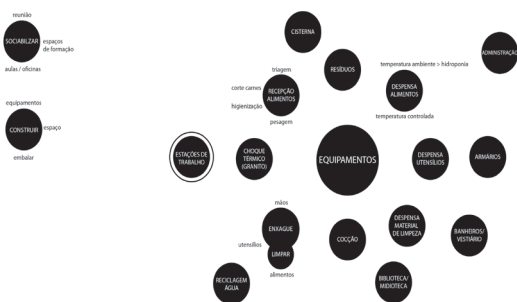 reunião
SOCIABILZAR
espaços
de formação
aulas / oficinas
equipamentos
CONSTRUIR
espaço
embalar
CISTERNA
RESÍDUOS
ADMINISTRAÇÃO
triagem
corte carnes
RECEPÇÃO
ALIMENTOS
higienização
pesagem
temperatura ambiente > hidroponia
DESPENSA
ALIMENTOS
temperatura controlada
ESTAÇÕES DE
TRABALHO
CHOQUE
TÉRMICO
(GRANITO)
EQUIPAMENTOS
DESPENSA
UTENSÍLIOS
ARMÁRIOS
mãos
ENXAGUE
utensílios
LIMPAR
alimentos
COCÇÃO
DESPENSA
MATERIAL
DE LIMPEZA
BANHEIROS/
VESTIÁRIO
RECICLAGEM
ÁGUA
BIBLIOTECA/
MIDIOTECA